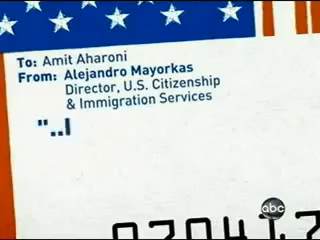 To: Amit Aharoni
From: Alejandro Mayorkas
Director, U.S. Citizenship
& Immigration Services
"..I
abc